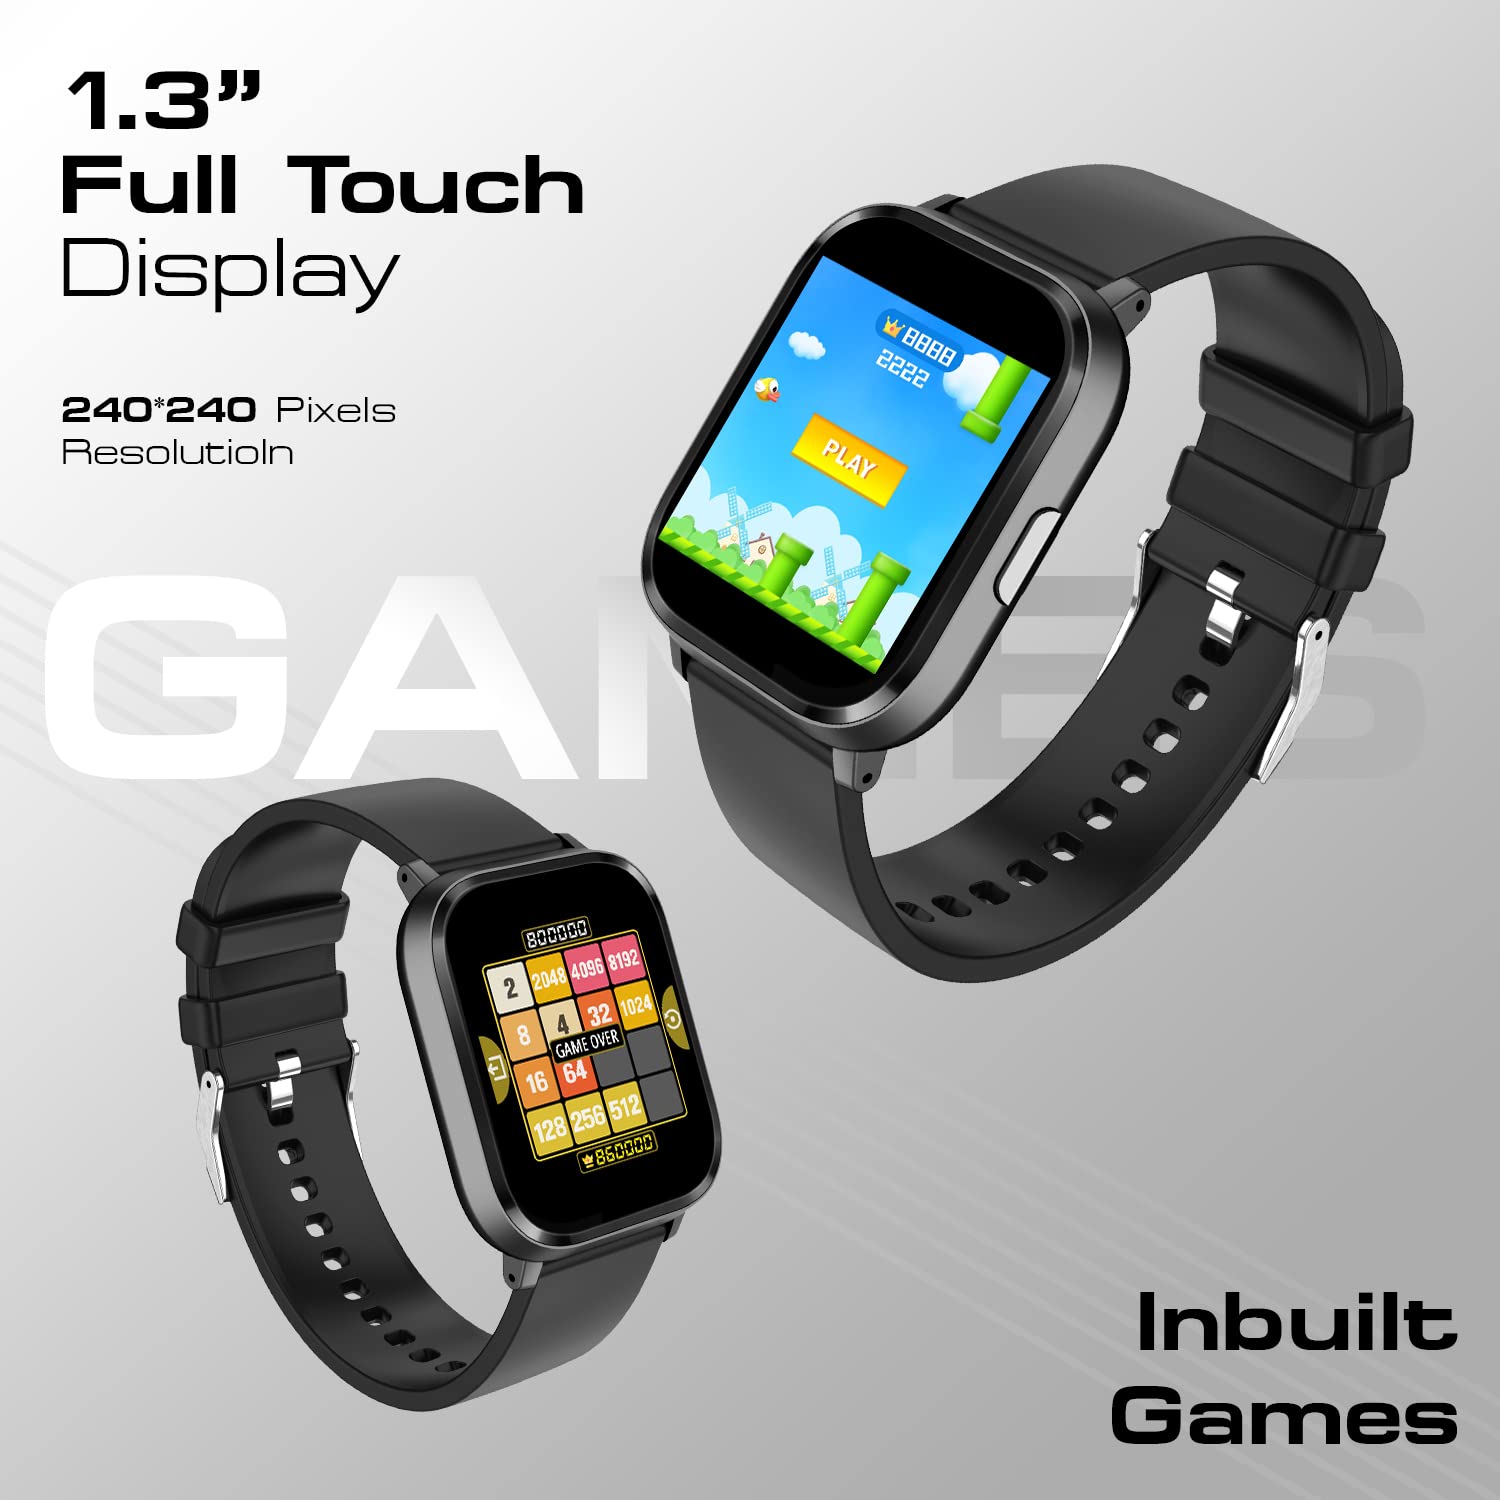 1.3”
Full Touch
Display
240*240 Pixels
Resolutioln
GAMES
8888
2222
PLAY
800000
2 2048 4096 8192
8 4 32 1024
GAME OVER
16 64
128 256 512
860000
Inbuilt
Games